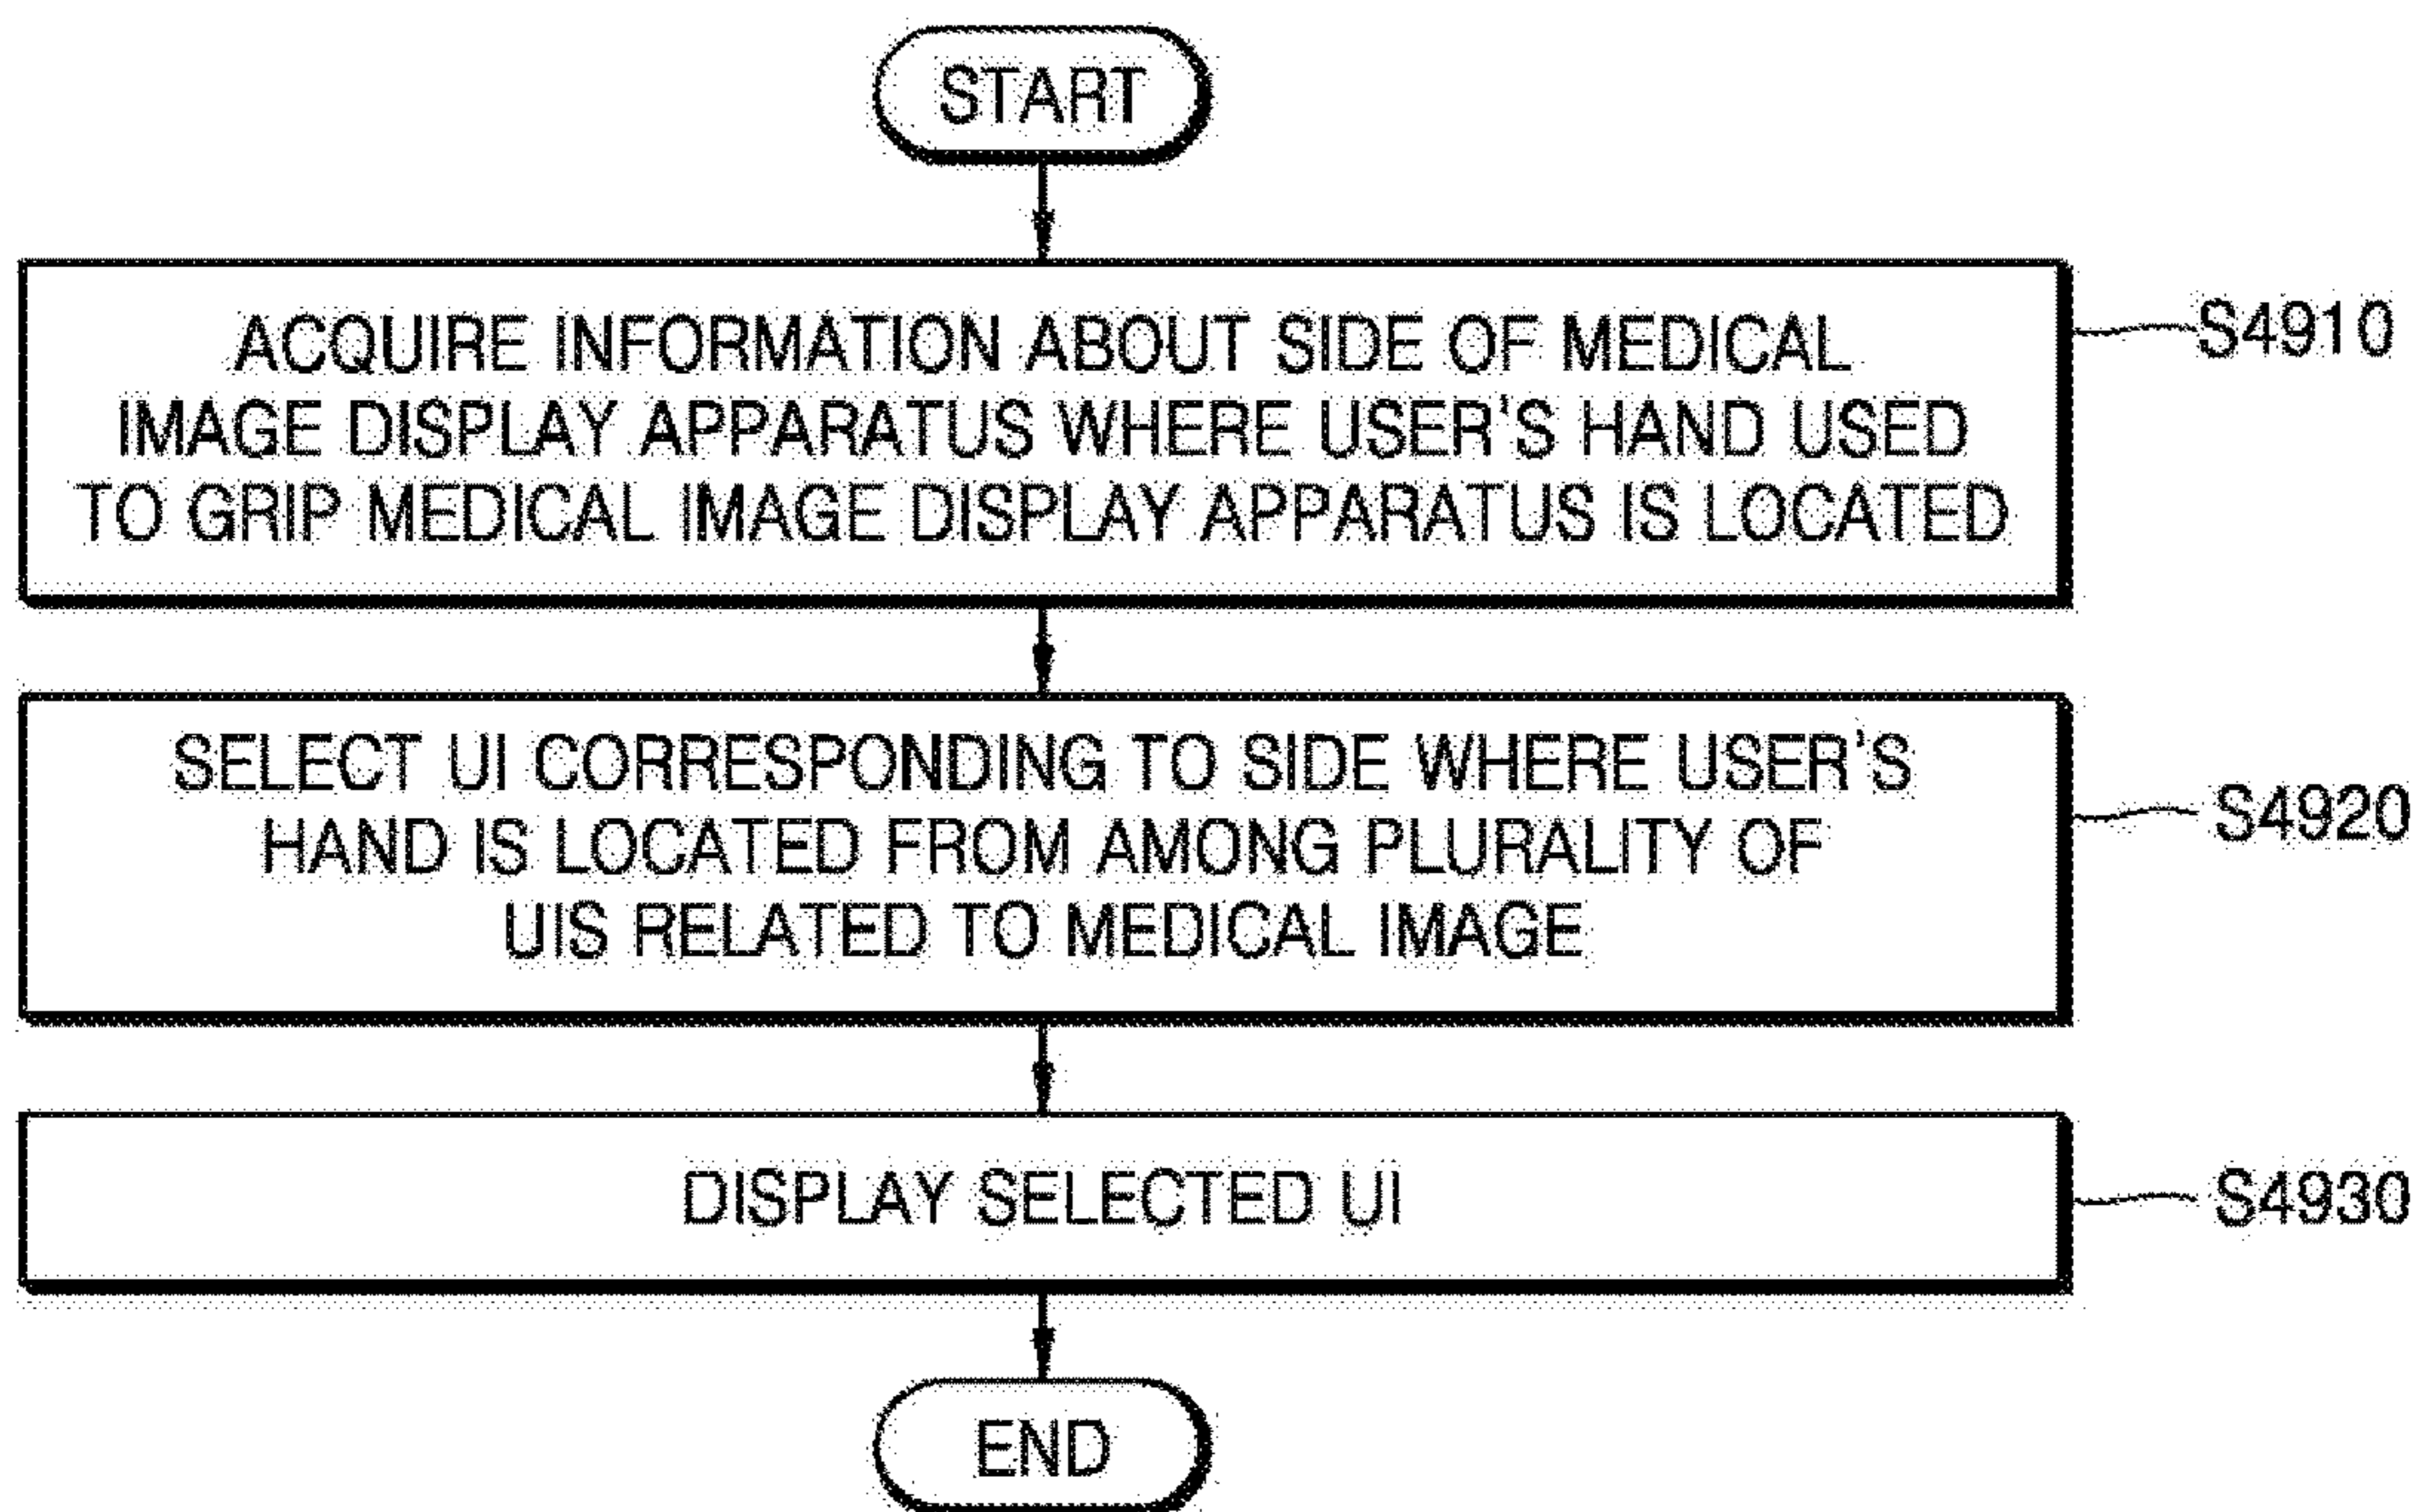 START
ACQUIRE INFORMATION ABOUT SIDE OF MEDICAL
IMAGE DISPLAY APPARATUS WHERE USER'S HAND USED
TO GRIP MEDICAL IMAGE DISPLAY APPARATUS IS LOCATED
S4910
SELECT UI CORRESPONDING TO SIDE WHERE USER'S
HAND IS LOCATED FROM AMONG PLURALITY OF
UIS RELATED TO MEDICAL IMAGE
S4920
DISPLAY SELECTED UI
S4930
END